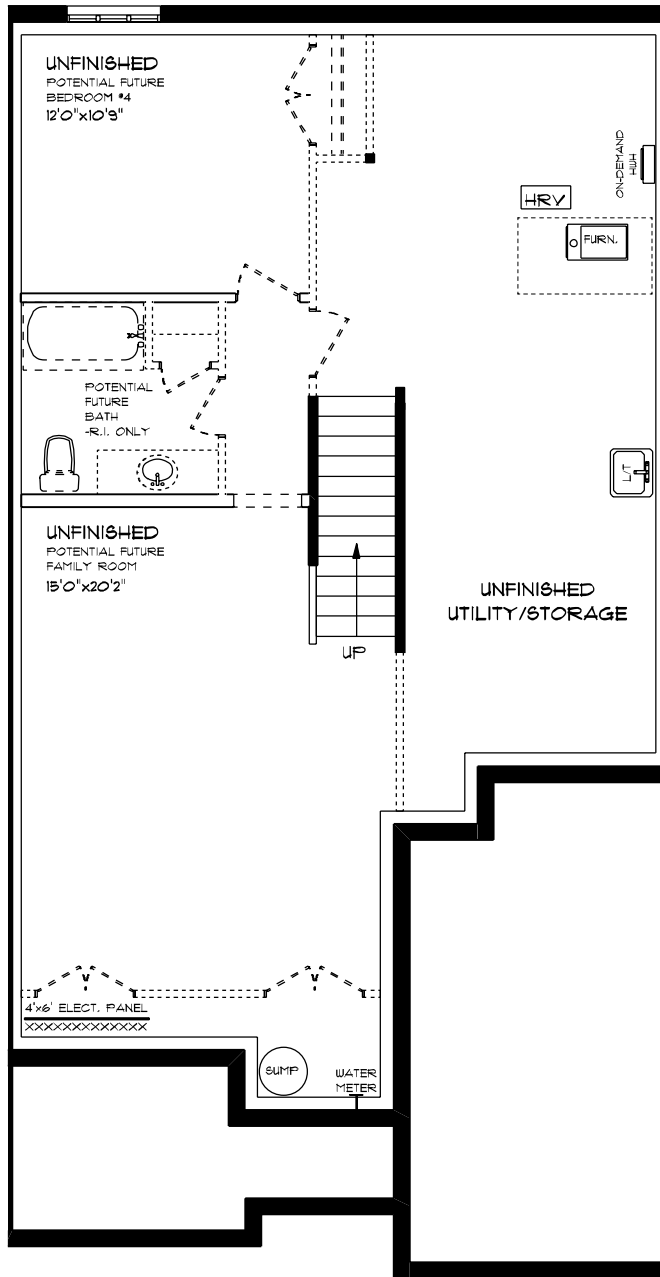 UNFINISHED
POTENTIAL FUTURE
BEDROOM #4
12'0"x10'9"
ON-DEMAND
HWH
HRV
FURN.
POTENTIAL
FUTURE
BATH
-R.I. ONLY
L/T
UNFINISHED
POTENTIAL FUTURE
FAMILY ROOM
15'0"x20'2"
UNFINISHED
UTILITY/STORAGE
UP
4'x6' ELECT. PANEL
SUMP
WATER
METER